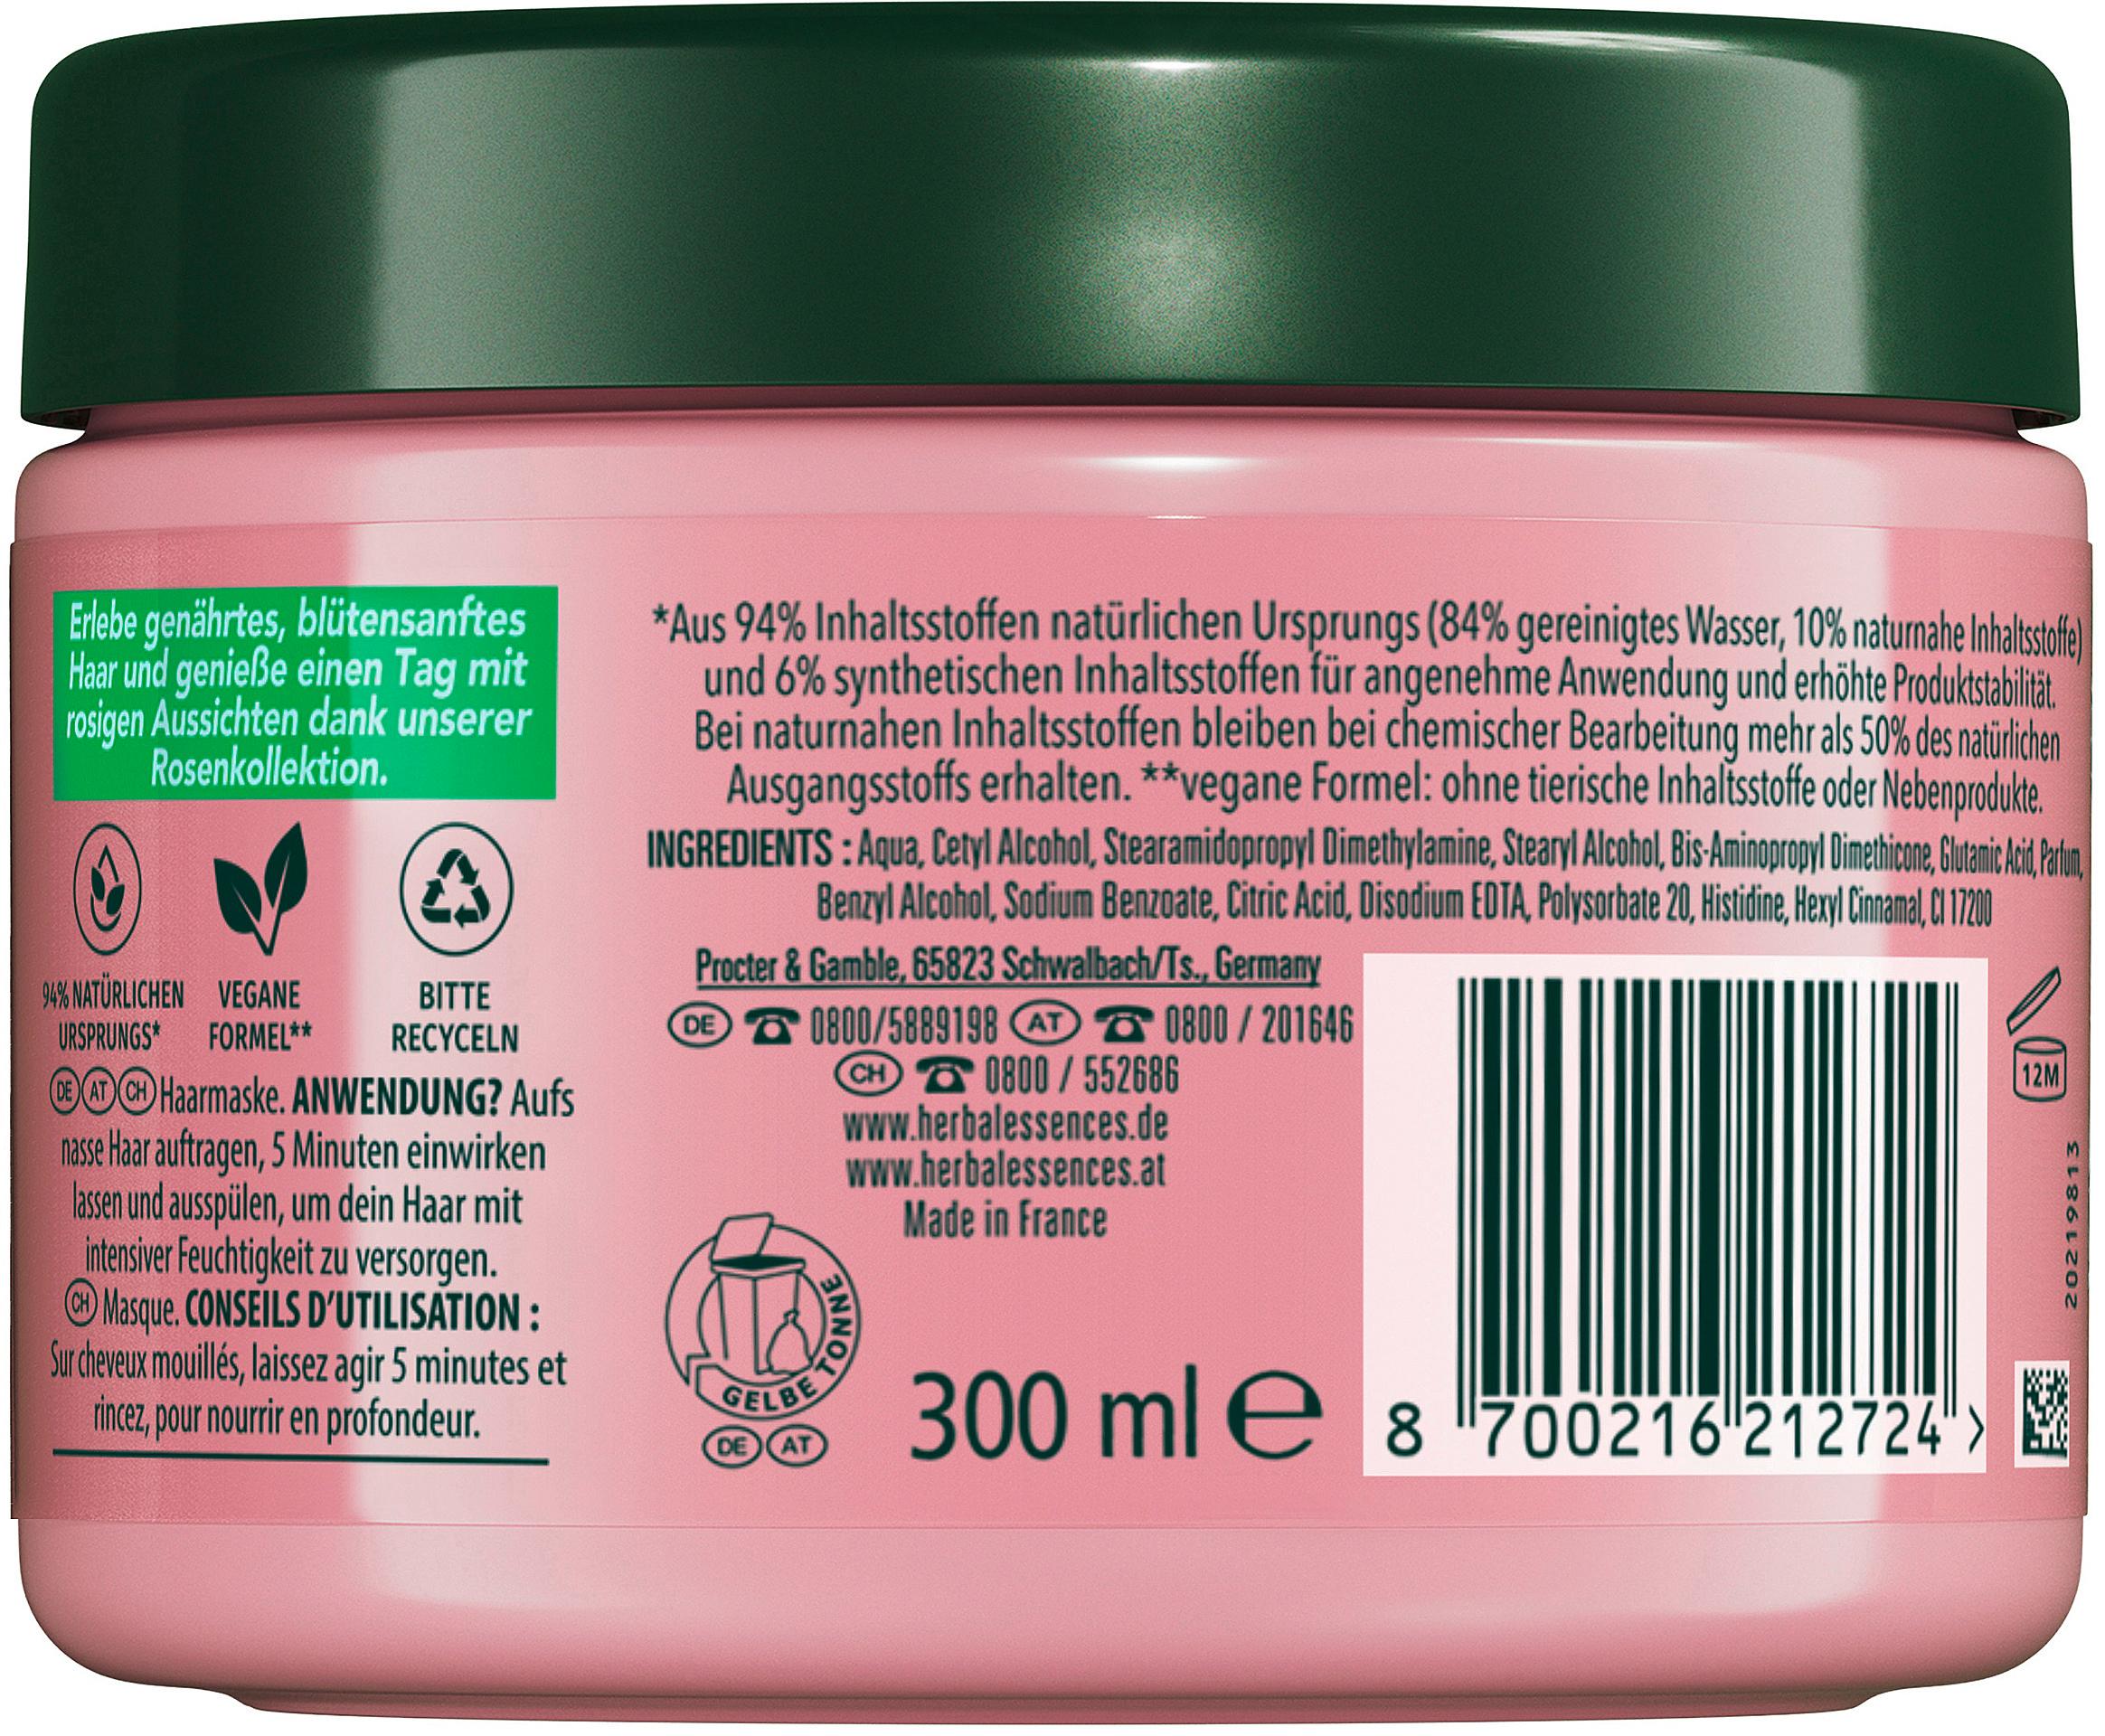 Erlebe genährtes, blütensanftes
Haar und genieße einen Tag mit
rosigen Aussichten dank unserer
Rosenkollektion.
94% NATÜRLICHEN
URSPRUNGS*
VEGANE
FORMEL**
BITTE
RECYCELN
DE AT CH Haarmaske. ANWENDUNG? Aufs
nasse Haar auftragen, 5 Minuten einwirken
lassen und ausspülen, um dein Haar mit
intensiver Feuchtigkeit zu versorgen.
CH Masque. CONSEILS D'UTILISATION :
Sur cheveux mouillés, laissez agir 5 minutes et
rincez, pour nourrir en profondeur.
*Aus 94% Inhaltsstoffen natürlichen Ursprungs (84% gereinigtes Wasser, 10% naturnahe Inhaltsstoffe)
und 6% synthetischen Inhaltsstoffen für angenehme Anwendung und erhöhte Produktstabilität.
Bei naturnahen Inhaltsstoffen bleiben bei chemischer Bearbeitung mehr als 50% des natürlichen
Ausgangsstoffs erhalten. **vegane Formel: ohne tierische Inhaltsstoffe oder Nebenprodukte.
INGREDIENTS : Aqua, Cetyl Alcohol, Stearamidopropyl Dimethylamine, Stearyl Alcohol, Bis-Aminopropyl Dimethicone, Glutamic Acid, Parfum,
Benzyl Alcohol, Sodium Benzoate, Citric Acid, Disodium EDTA, Polysorbate 20, Histidine, Hexyl Cinnamal, CI 17200
Procter & Gamble, 65823 Schwalbach/Ts., Germany
DE ☎ 0800/5889198 AT ☎ 0800 / 201646
CH ☎ 0800 / 552686
www.herbalessences.de
www.herbalessences.at
Made in France
GELBE TONNE
DE AT
300 ml ℮
8 700216 212724 >
12M
20219813